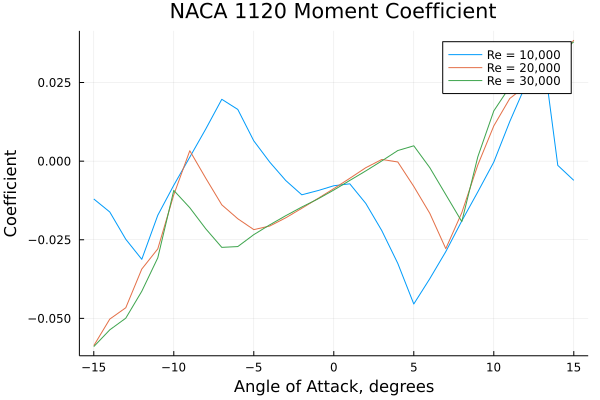 NACA 1120 Moment Coefficient
Re = 10,000
Re = 20,000
Re = 30,000
0.025
0.000
−0.025
−0.050
Coefficient
−15 −10 −5 0 5 10 15
Angle of Attack, degrees